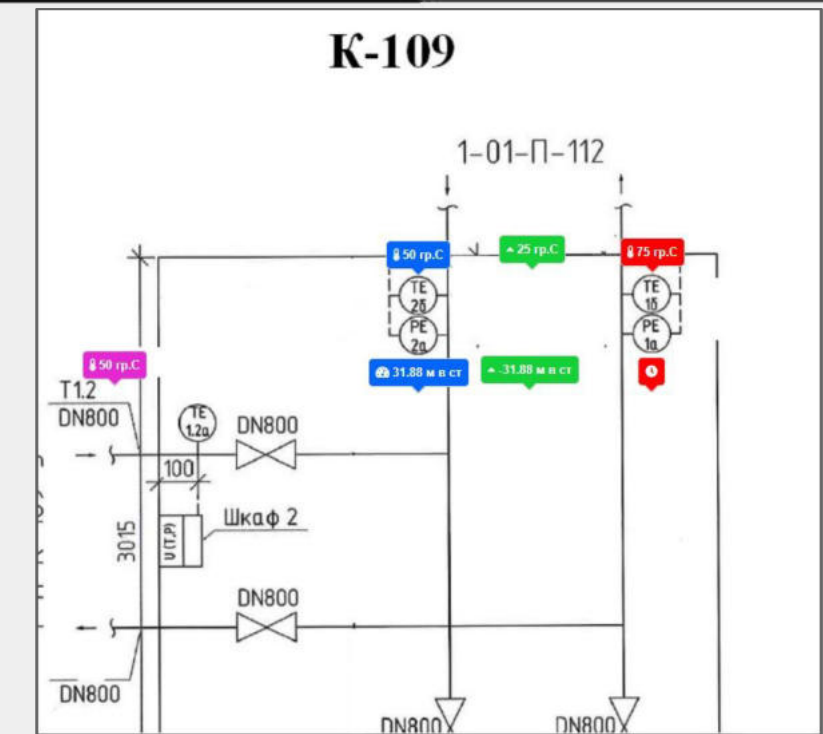 К-109
1-01-П-112
50 гр.С
25 гр.С
75 гр.С
TE
2б
TE
1б
PE
2а
PE
1а
50 гр.С
31.88 м в ст
-31.88 м в ст
Т1.2
DN800
TE
1.2а
DN800
100
3015
U(T,P)
Шкаф 2
DN800
DN800
DN800
DN800